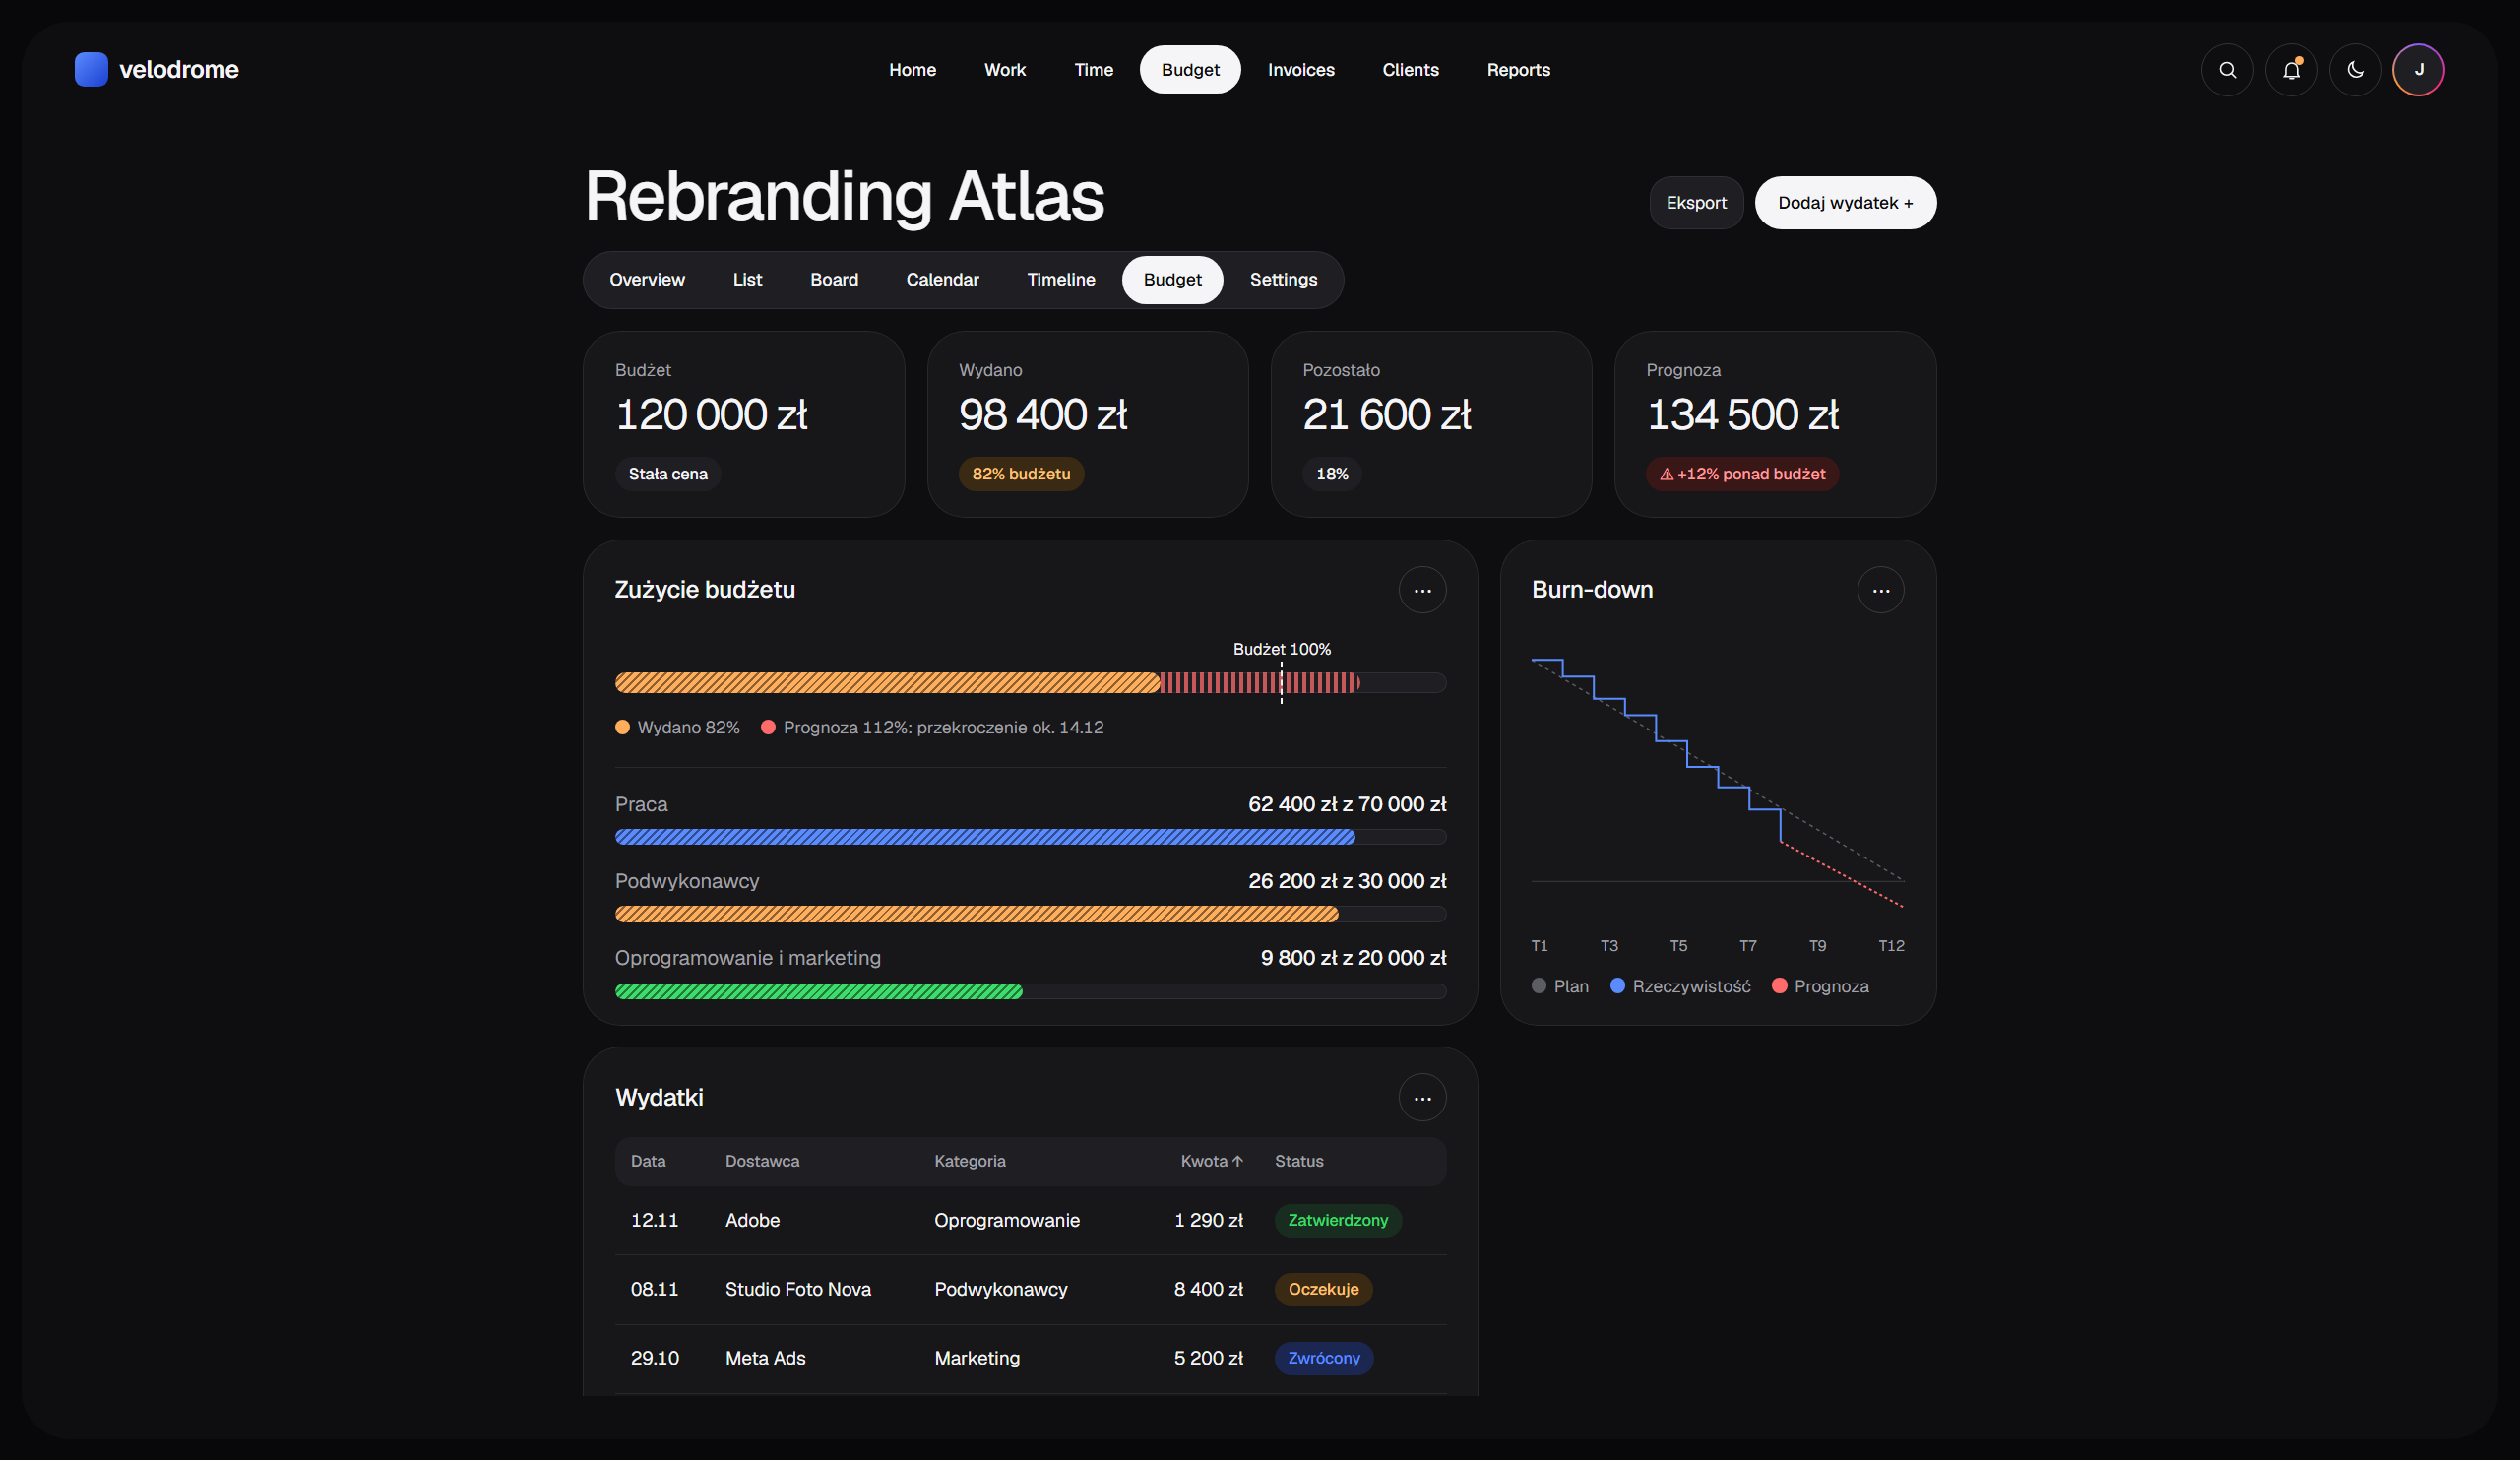 velodrome
Home Work Time Budget Invoices Clients Reports
J
Rebranding Atlas
Eksport Dodaj wydatek +
Overview List Board Calendar Timeline Budget Settings
Budżet
120 000 zł
Stała cena
Wydano
98 400 zł
82% budżetu
Pozostało
21 600 zł
18%
Prognoza
134 500 zł
+12% ponad budżet
Zużycie budżetu
Budżet 100%
Wydano 82% Prognoza 112%: przekroczenie ok. 14.12
Praca 62 400 zł z 70 000 zł
Podwykonawcy 26 200 zł z 30 000 zł
Oprogramowanie i marketing 9 800 zł z 20 000 zł
Burn-down
T1 T3 T5 T7 T9 T12
Plan Rzeczywistość Prognoza
Wydatki
Data Dostawca Kategoria Kwota ↑ Status
12.11 Adobe Oprogramowanie 1 290 zł Zatwierdzony
08.11 Studio Foto Nova Podwykonawcy 8 400 zł Oczekuje
29.10 Meta Ads Marketing 5 200 zł Zwrócony